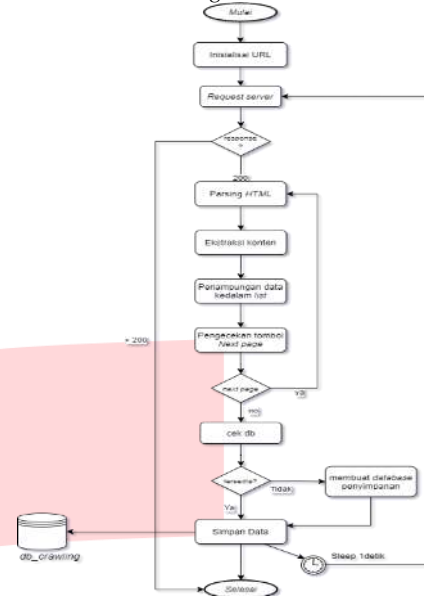 Mulai
Inisialisai URL
Request server
response
?
200
Parsing HTML
Ekstraksi konten
Penampungan data
kedalam list
Pengecekan tombol
Next page
≠ 200
next page
ya
no
cek db
tersedia?
Tidak
membuat database
penyimpanan
Ya
Simpan Data
Sleep 1detik
db_crawling
Selesai